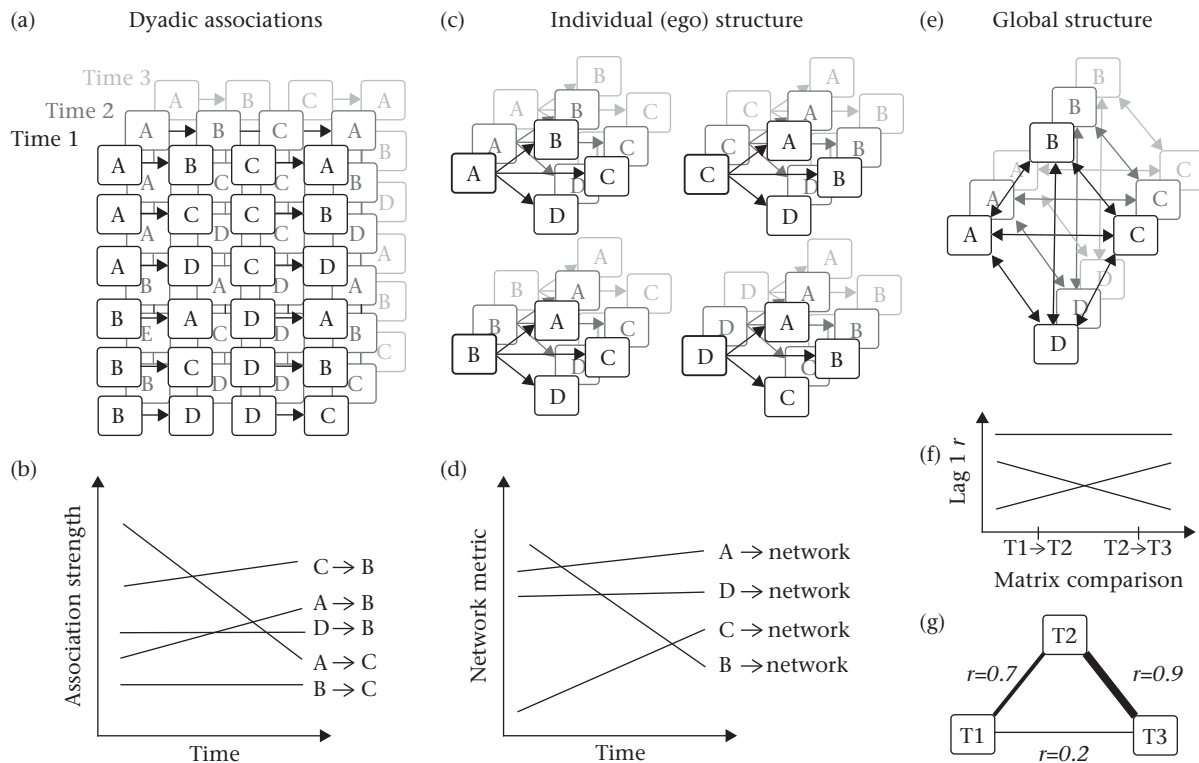 (a) Dyadic associations
Time 3
A B C A
Time 2
A B C A
Time 1
B
A B C A
A C C B
A C C B
D
A D C D
A D C D
A
A D C D
B A D A
B A D A
B
B A D A
E C D B
C
B C D B
B D D C
B D D C
(b)
Association strength
C → B
A → B
D → B
A → C
B → C
Time
(c) Individual (ego) structure
B
A B C
A B C
A C D
D
A
C A B
C A B
C B D
D
A
B A C
B A C
B C D
D
A
D A B
D A B
D B C
C
(d)
Network metric
A → network
D → network
C → network
B → network
Time
(e) Global structure
B
B
B
A C
A C
A C
D
D
D
(f)
Lag 1 r
T1→T2 T2→T3
Matrix comparison
(g)
T2
r=0.7 r=0.9
T1 T3
r=0.2